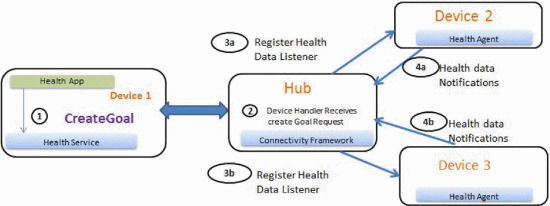 Device 2
Health Agent
3a
Register Health
Data Listener
4a
Health data
Notifications
Health App
Device 1
1
CreateGoal
Health Service
Hub
2
Device Handler Receives
create Goal Request
Connectivity Framework
4b
Health data
Notifications
3b
Register Health
Data Listener
Device 3
Health Agent